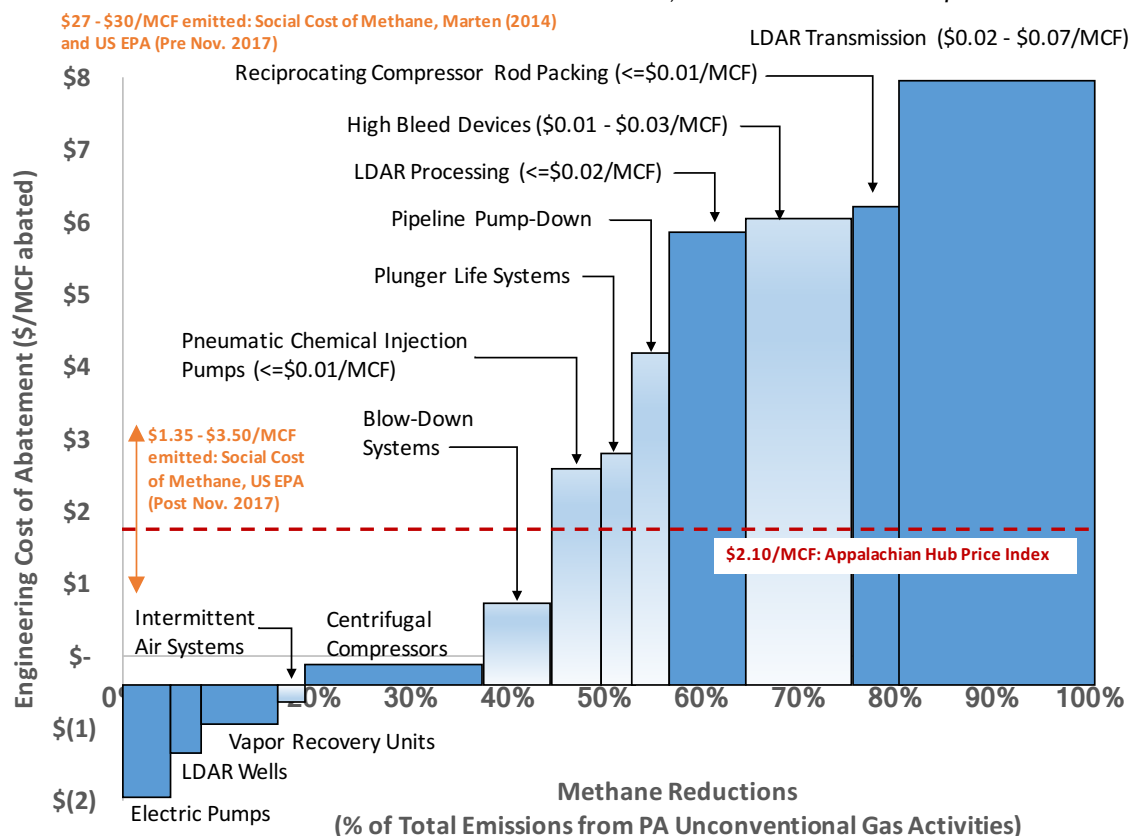 $27 - $30/MCF emitted: Social Cost of Methane, Marten (2014)
and US EPA (Pre Nov. 2017)
LDAR Transmission ($0.02 - $0.07/MCF)
Reciprocating Compressor Rod Packing (<=$0.01/MCF)
High Bleed Devices ($0.01 - $0.03/MCF)
LDAR Processing (<=$0.02/MCF)
Pipeline Pump-Down
Plunger Life Systems
Pneumatic Chemical Injection
Pumps (<=$0.01/MCF)
Blow-Down
Systems
$1.35 - $3.50/MCF
emitted: Social Cost
of Methane, US EPA
(Post Nov. 2017)
$2.10/MCF: Appalachian Hub Price Index
Intermittent
Air Systems
Centrifugal
Compressors
Vapor Recovery Units
LDAR Wells
Electric Pumps
Engineering Cost of Abatement ($/MCF abated)
$8
$7
$6
$5
$4
$3
$2
$1
$-
$(1)
$(2)
20% 30% 40% 50% 60% 70% 80% 90% 100%
Methane Reductions
(% of Total Emissions from PA Unconventional Gas Activities)